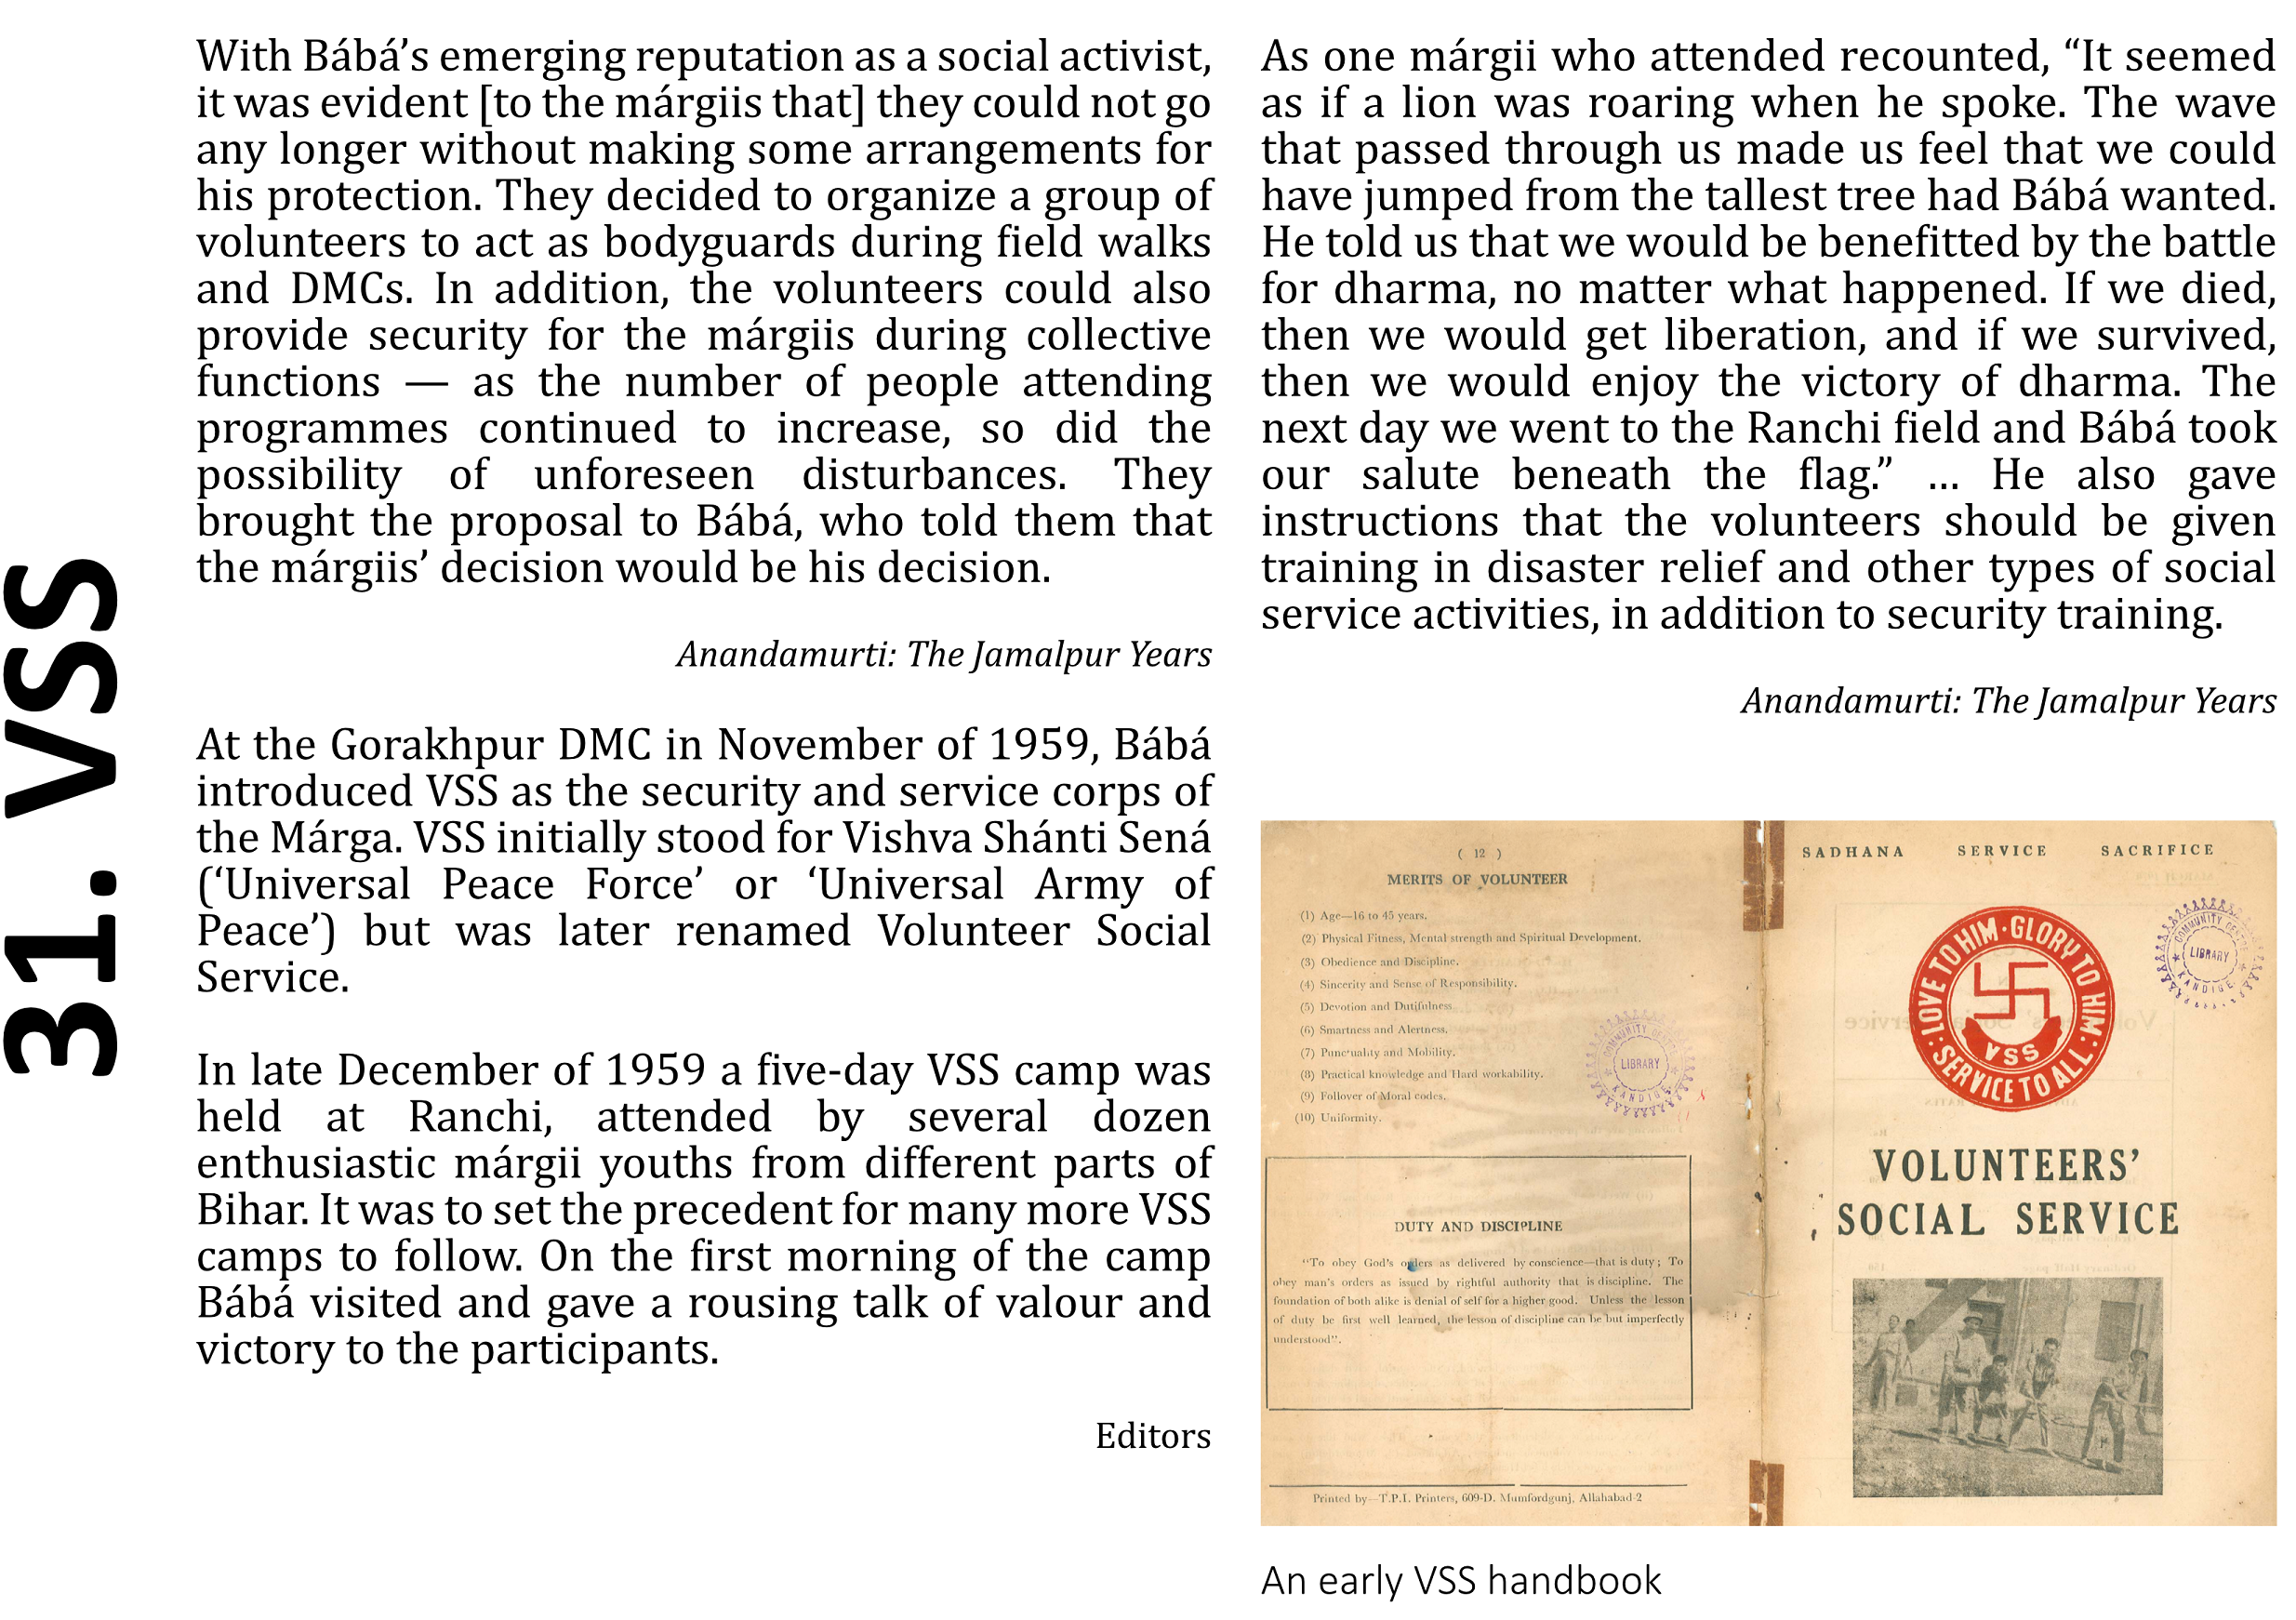 31. VSS
With Bábá’s emerging reputation as a social activist,
it was evident [to the márgiis that] they could not go
any longer without making some arrangements for
his protection. They decided to organize a group of
volunteers to act as bodyguards during field walks
and DMCs. In addition, the volunteers could also
provide security for the márgiis during collective
functions — as the number of people attending
programmes continued to increase, so did the
possibility of unforeseen disturbances. They
brought the proposal to Bábá, who told them that
the márgiis’ decision would be his decision.
Anandamurti: The Jamalpur Years
At the Gorakhpur DMC in November of 1959, Bábá
introduced VSS as the security and service corps of
the Márga. VSS initially stood for Vishva Shánti Sená
(‘Universal Peace Force’ or ‘Universal Army of
Peace’) but was later renamed Volunteer Social
Service.
In late December of 1959 a five-day VSS camp was
held at Ranchi, attended by several dozen
enthusiastic márgii youths from different parts of
Bihar. It was to set the precedent for many more VSS
camps to follow. On the first morning of the camp
Bábá visited and gave a rousing talk of valour and
victory to the participants.
Editors
As one márgii who attended recounted, “It seemed
as if a lion was roaring when he spoke. The wave
that passed through us made us feel that we could
have jumped from the tallest tree had Bábá wanted.
He told us that we would be benefitted by the battle
for dharma, no matter what happened. If we died,
then we would get liberation, and if we survived,
then we would enjoy the victory of dharma. The
next day we went to the Ranchi field and Bábá took
our salute beneath the flag.” ... He also gave
instructions that the volunteers should be given
training in disaster relief and other types of social
service activities, in addition to security training.
Anandamurti: The Jamalpur Years
( 12 )
MERITS OF VOLUNTEER
(1) Age—16 to 45 years.
(2) Physical Fitness, Mental strength and Spiritual Development.
(3) Obedience and Discipline.
(4) Sincerity and Sense of Responsibility.
(5) Devotion and Dutifulness
(6) Smartness and Alertness.
(7) Punctuality and Mobility.
(8) Practical knowledge and Hard workability.
(9) Follover of Moral codes.
(10) Uniformity.
COMMUNITY CENTRE
LIBRARY
KANDIGE
DUTY AND DISCIPLINE
“To obey God's orders as delivered by conscience—that is duty; To
obey man's orders as issued by rightful authority that is discipline. The
foundation of both alike is denial of self for a higher good. Unless the lesson
of duty be first well learned, the lesson of discipline can be but imperfectly
understood”.
Printed by—T.P.I. Printers, 609-D. Mumfordgunj, Allahabad-2
SADHANA SERVICE SACRIFICE
LOVE TO HIM · GLORY TO HIM · SERVICE TO ALL
VSS
COMMUNITY CENTRE
LIBRARY
KANDIGE
VOLUNTEERS’
SOCIAL SERVICE
An early VSS handbook